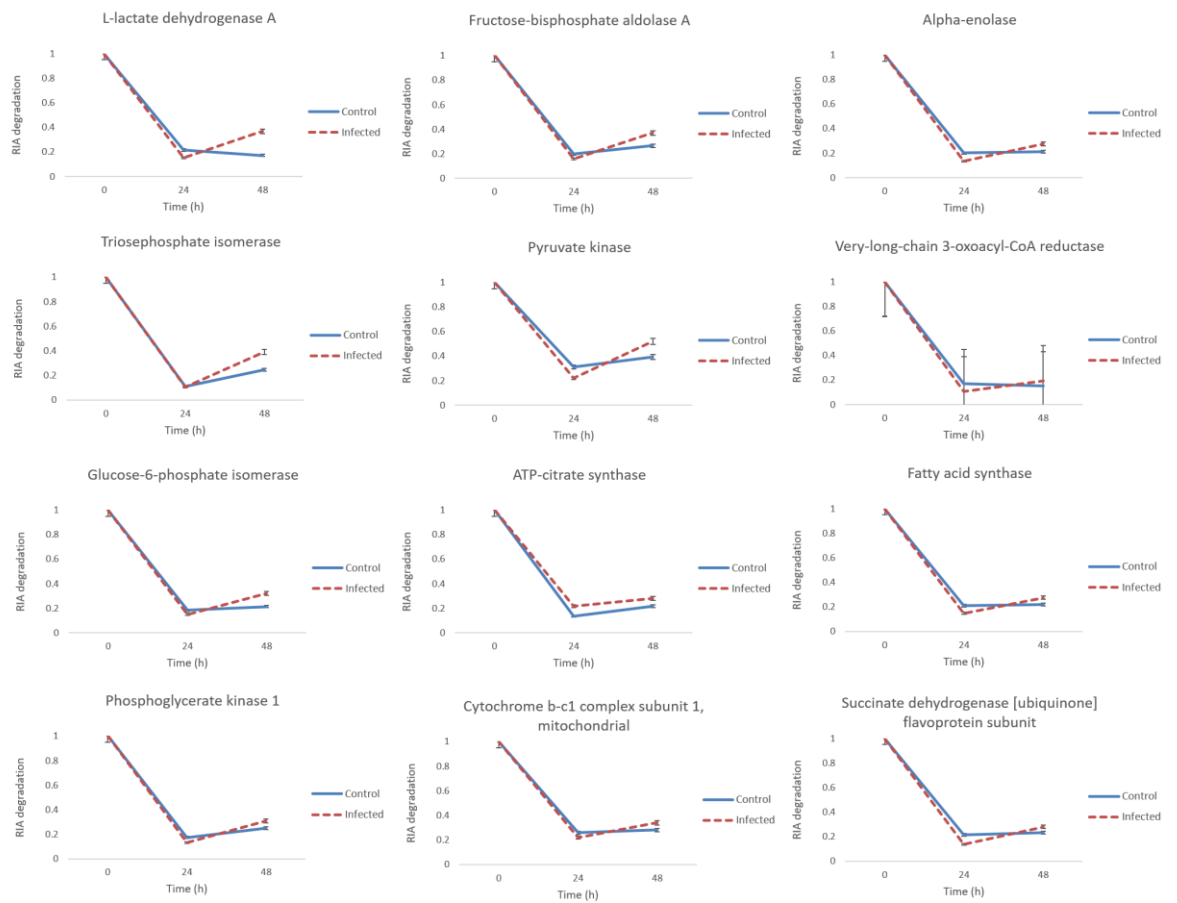 L-lactate dehydrogenase A
RIA degradation
1
0.8
0.6
0.4
0.2
0
0
24
48
Time (h)
Control
Infected
Fructose-bisphosphate aldolase A
RIA degradation
1
0.8
0.6
0.4
0.2
0
0
24
48
Time (h)
Control
Infected
Alpha-enolase
RIA degradation
1
0.8
0.6
0.4
0.2
0
0
24
48
Time (h)
Control
Infected
Triosephosphate isomerase
RIA degradation
1
0.8
0.6
0.4
0.2
0
0
24
48
Time (h)
Control
Infected
Pyruvate kinase
RIA degradation
1
0.8
0.6
0.4
0.2
0
0
24
48
Time (h)
Control
Infected
Very-long-chain 3-oxoacyl-CoA reductase
RIA degradation
1
0.8
0.6
0.4
0.2
0
0
24
48
Time (h)
Control
Infected
Glucose-6-phosphate isomerase
RIA degradation
1
0.8
0.6
0.4
0.2
0
0
24
48
Time (h)
Control
Infected
ATP-citrate synthase
RIA degradation
1
0.8
0.6
0.4
0.2
0
0
24
48
Time (h)
Control
Infected
Fatty acid synthase
RIA degradation
1
0.8
0.6
0.4
0.2
0
0
24
48
Time (h)
Control
Infected
Phosphoglycerate kinase 1
RIA degradation
1
0.8
0.6
0.4
0.2
0
0
24
48
Time (h)
Control
Infected
Cytochrome b-c1 complex subunit 1,
mitochondrial
RIA degradation
1
0.8
0.6
0.4
0.2
0
0
24
48
Time (h)
Control
Infected
Succinate dehydrogenase [ubiquinone]
flavoprotein subunit
RIA degradation
1
0.8
0.6
0.4
0.2
0
0
24
48
Time (h)
Control
Infected